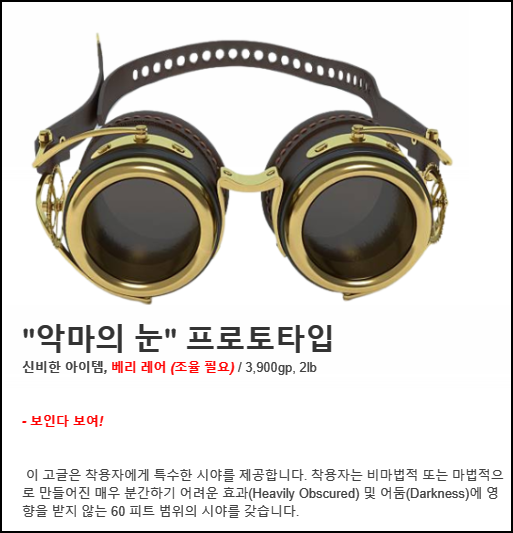 "악마의 눈" 프로토타입
신비한 아이템, 베리 레어 (조율 필요) / 3,900gp, 2lb
- 보인다 보여!
이 고글은 착용자에게 특수한 시야를 제공합니다. 착용자는 비마법적 또는 마법적으
로 만들어진 매우 분간하기 어려운 효과(Heavily Obscured) 및 어둠(Darkness)에 영
향을 받지 않는 60 피트 범위의 시야를 갖습니다.